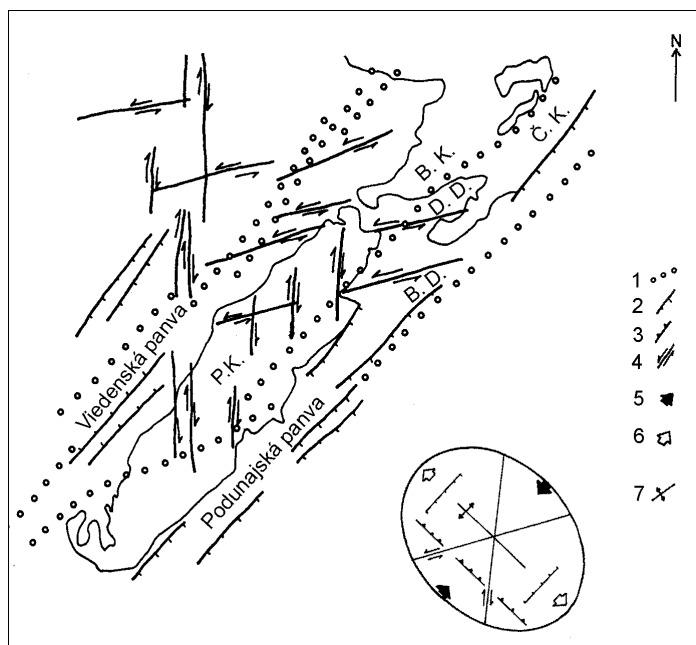 N
Č. K.
B. K.
D. D.
B. D.
Viedenská panva
P.K.
Podunajská panva
1
2
3
4
5
6
7